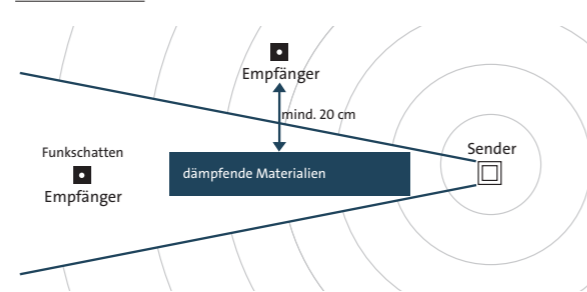 Empfänger
mind. 20 cm
Sender
Funkschatten
dämpfende Materialien
Empfänger